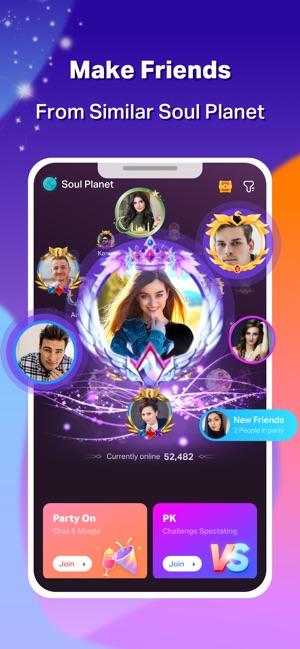 Make Friends
From Similar Soul Planet
Soul Planet
Currently online 52,482
New Friends
2 People in party
Party On
Chat & Mingle
Join
PK
Challenge Spectating
Join
VS